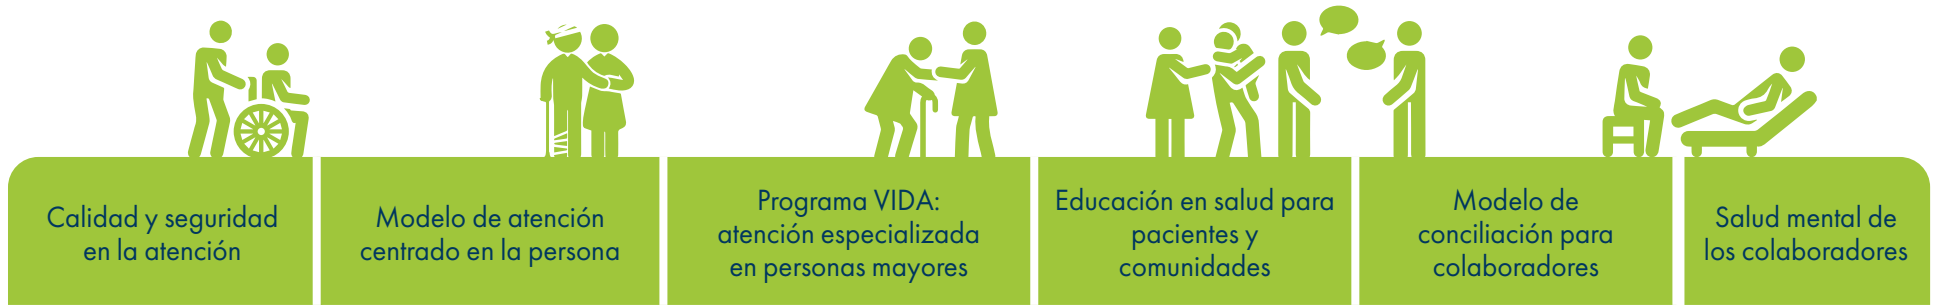 Calidad y seguridad
en la atención
Modelo de atención
centrado en la persona
Programa VIDA:
atención especializada
en personas mayores
Educación en salud para
pacientes y
comunidades
Modelo de
conciliación para
colaboradores
Salud mental de
los colaboradores